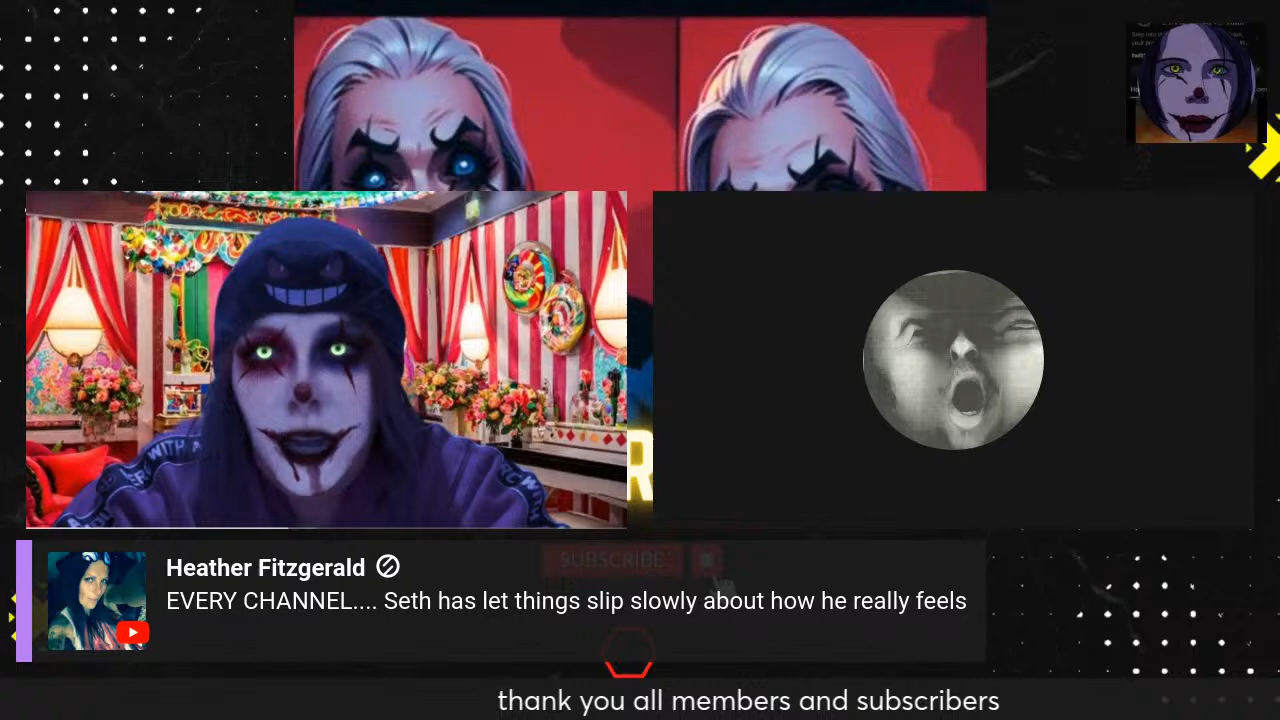 Heather Fitzgerald
EVERY CHANNEL.... Seth has let things slip slowly about how he really feels
SUBSCRIBE
thank you all members and subscribers